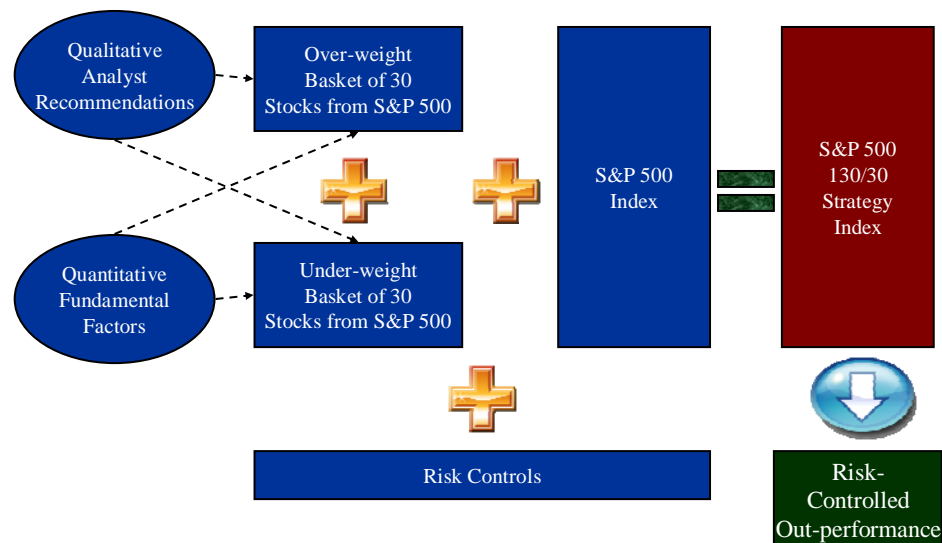 Qualitative
Analyst
Recommendations
Over-weight
Basket of 30
Stocks from S&P 500
Quantitative
Fundamental
Factors
Under-weight
Basket of 30
Stocks from S&P 500
S&P 500
Index
S&P 500
130/30
Strategy
Index
Risk Controls
Risk-
Controlled
Out-performance